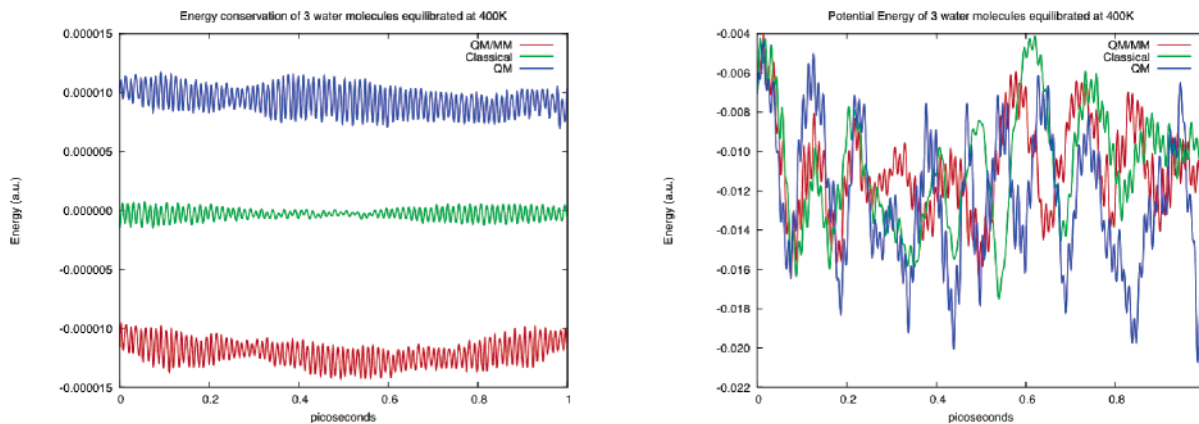 Energy conservation of 3 water molecules equilibrated at 400K
0.000015
0.000010
0.000005
0.000000
-0.000005
-0.000010
-0.000015
Energy (a.u.)
QM/MM
Classical
QM
0
0.2
0.4
0.6
0.8
1
picoseconds
Potential Energy of 3 water molecules equilibrated at 400K
-0.004
-0.006
-0.008
-0.010
-0.012
-0.014
-0.016
-0.018
-0.020
-0.022
Energy (a.u.)
QM/MM
Classical
QM
0
0.2
0.4
0.6
0.8
picoseconds